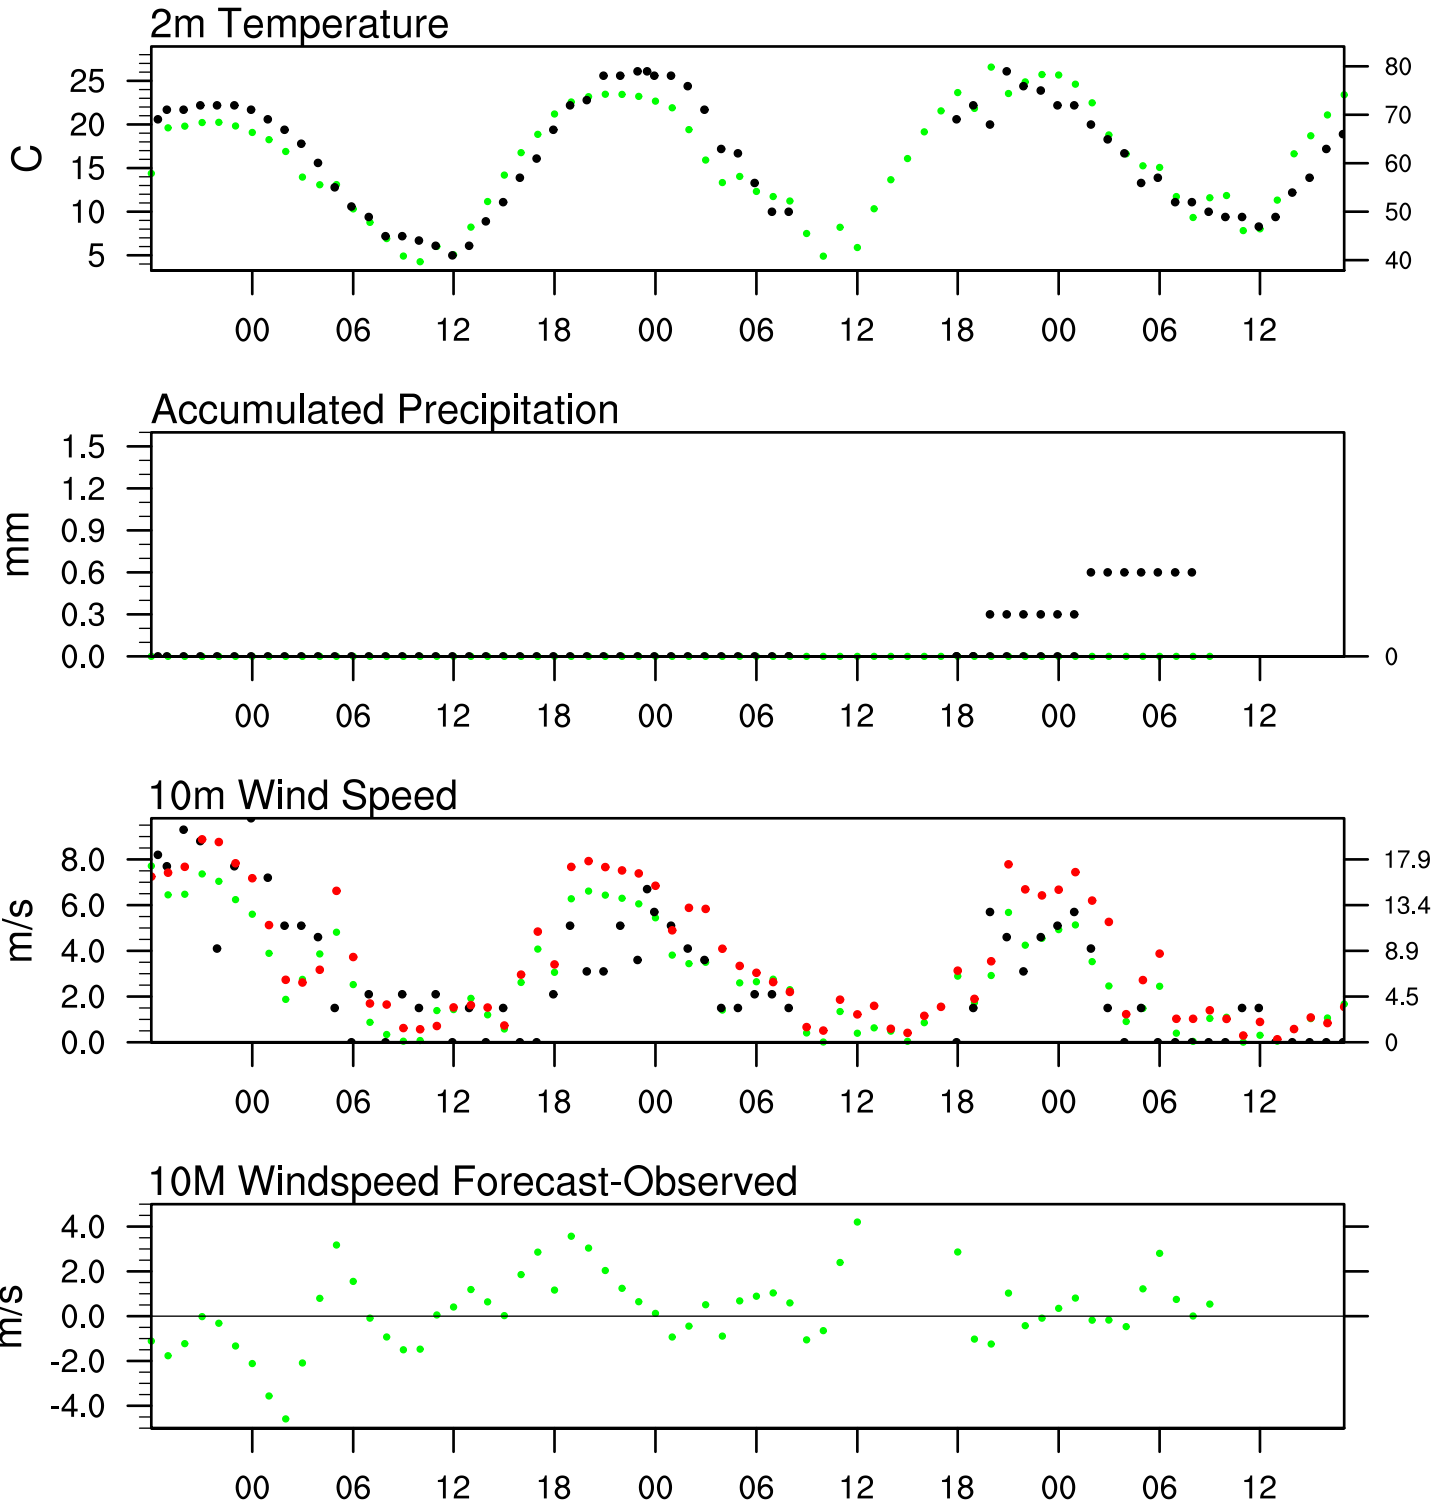 2m Temperature
25
20
15
10
5
C
80
70
60
50
40
00 06 12 18 00 06 12 18 00 06 12
Accumulated Precipitation
1.5
1.2
0.9
0.6
0.3
0.0
mm
0
00 06 12 18 00 06 12 18 00 06 12
10m Wind Speed
8.0
6.0
4.0
2.0
0.0
m/s
17.9
13.4
8.9
4.5
0
00 06 12 18 00 06 12 18 00 06 12
10M Windspeed Forecast-Observed
4.0
2.0
0.0
-2.0
-4.0
m/s
00 06 12 18 00 06 12 18 00 06 12